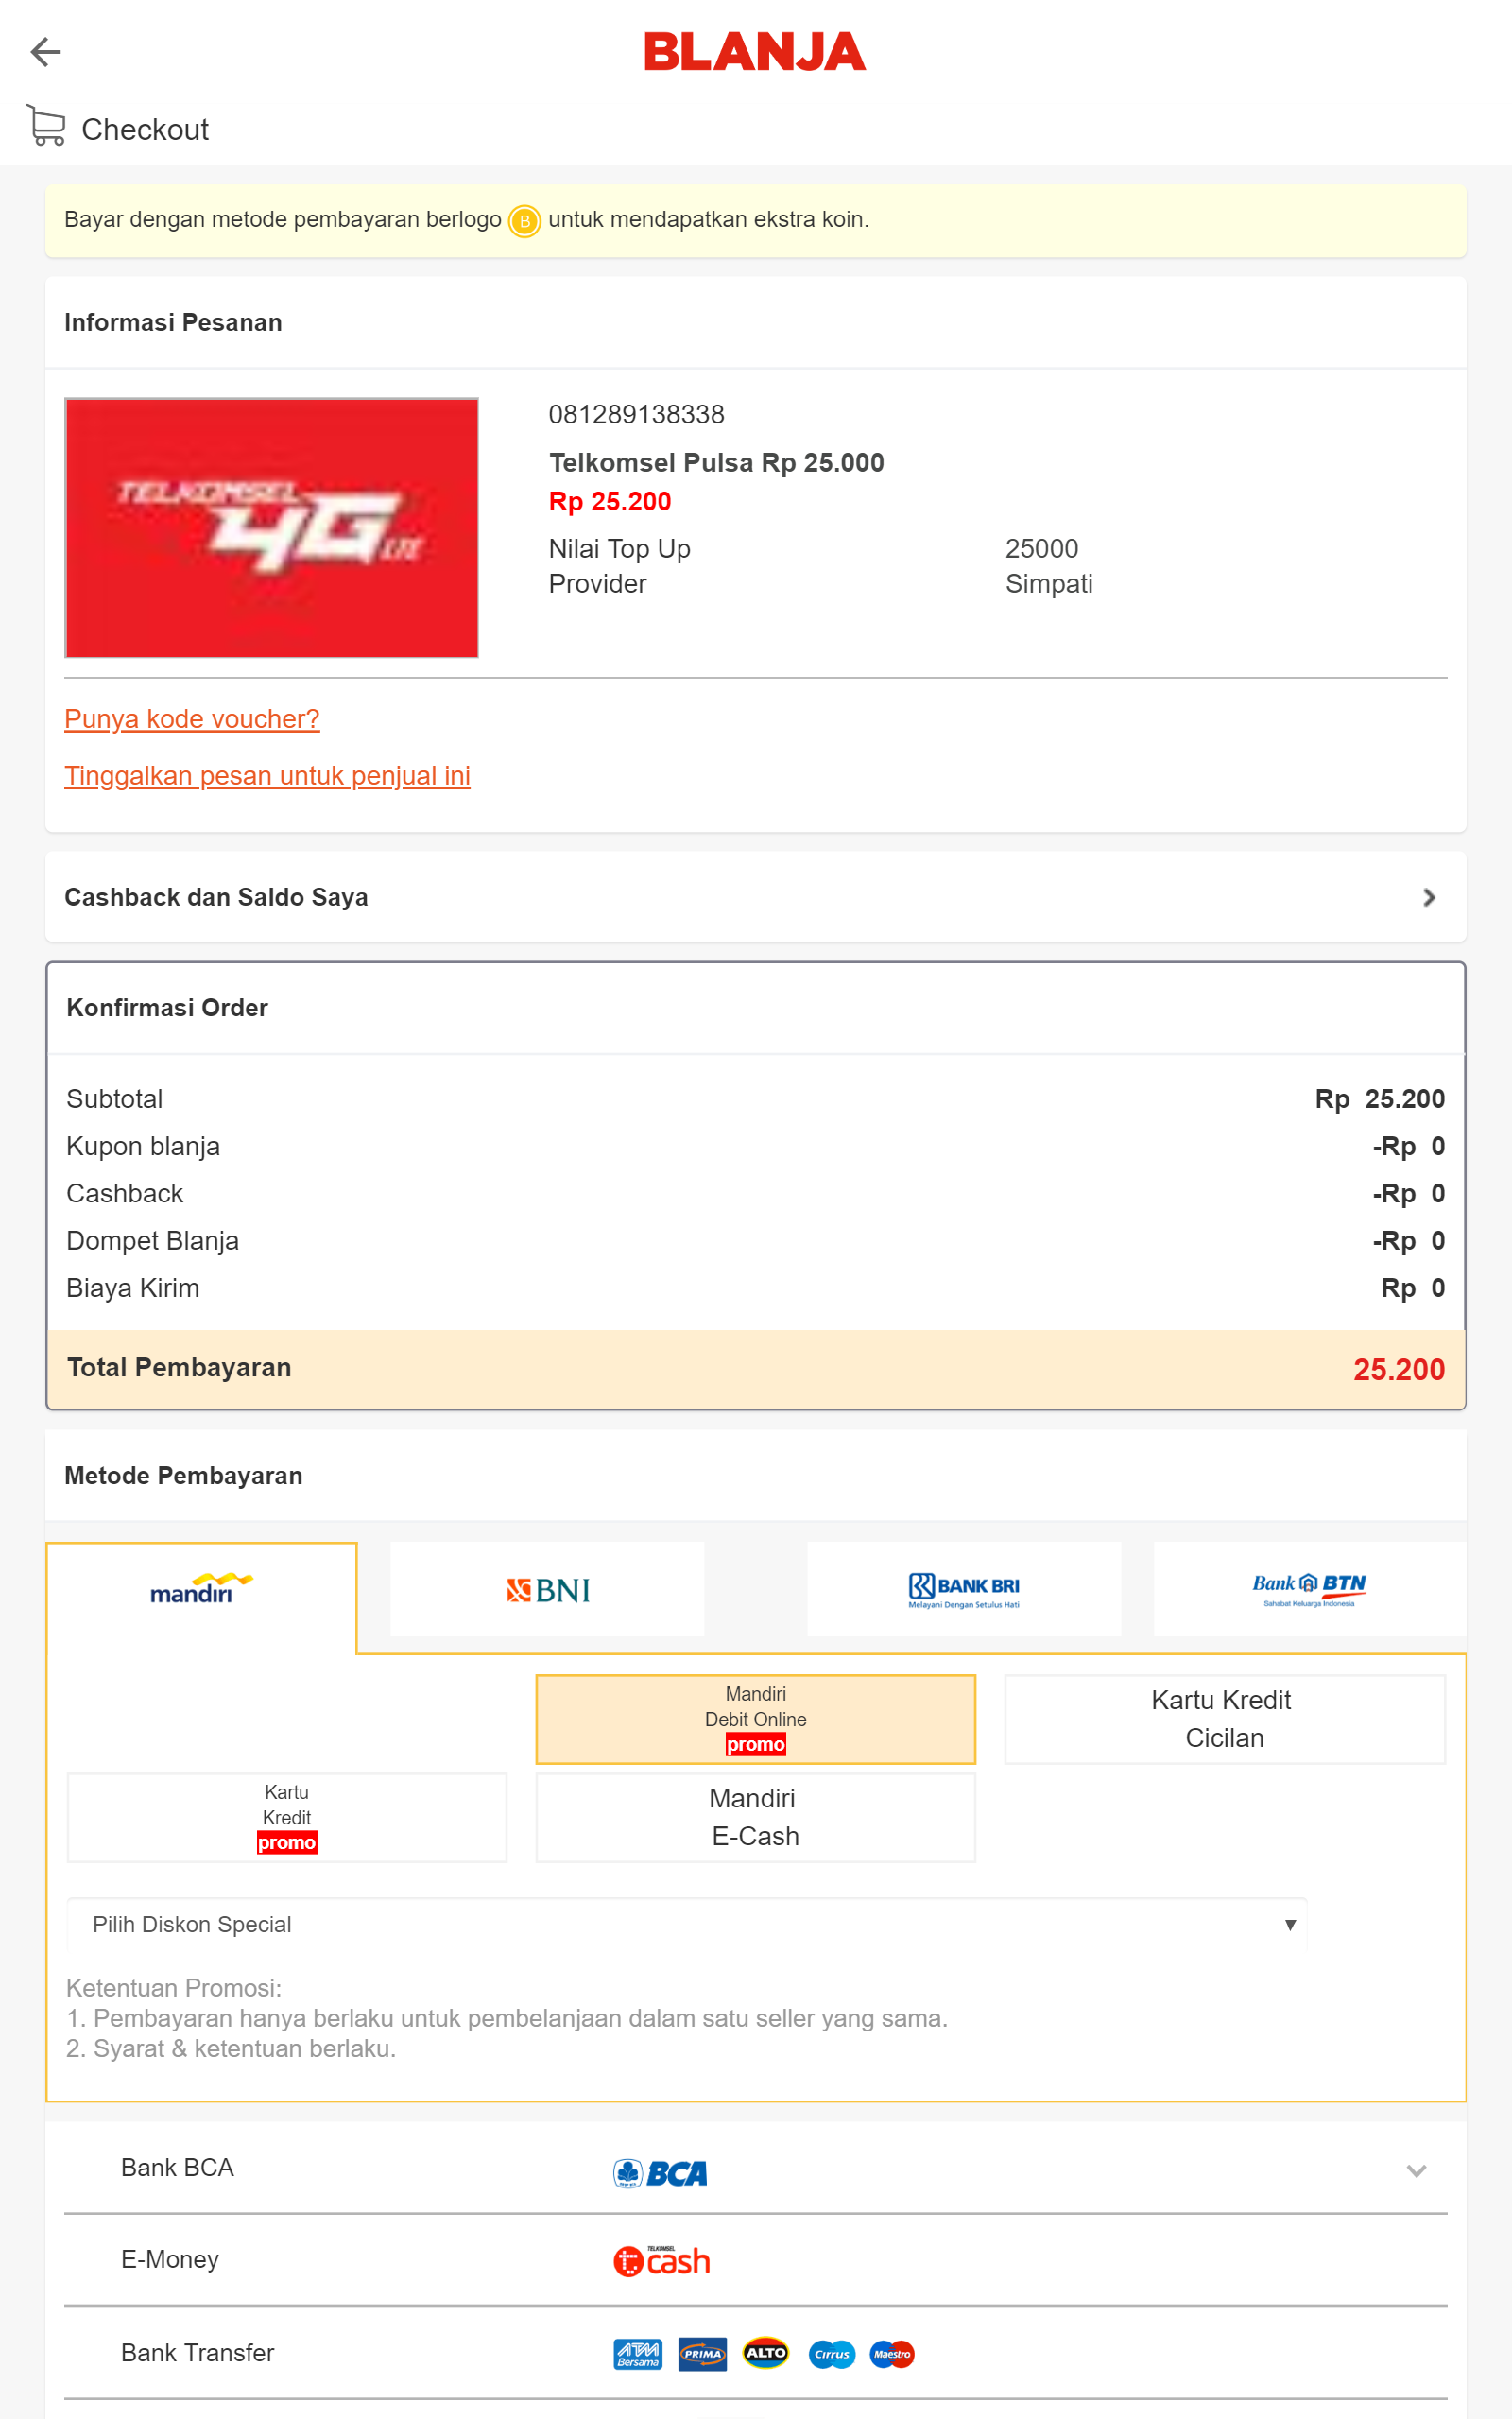 BLANJA
Checkout
Bayar dengan metode pembayaran berlogo B untuk mendapatkan ekstra koin.
Informasi Pesanan
TELKOMSEL
4G LTE
081289138338
Telkomsel Pulsa Rp 25.000
Rp 25.200
Nilai Top Up 25000
Provider Simpati
Punya kode voucher?
Tinggalkan pesan untuk penjual ini
Cashback dan Saldo Saya
Konfirmasi Order
Subtotal Rp 25.200
Kupon blanja -Rp 0
Cashback -Rp 0
Dompet Blanja -Rp 0
Biaya Kirim Rp 0
Total Pembayaran 25.200
Metode Pembayaran
mandiri BNI BANK BRI Bank BTN
Melayani Dengan Setulus Hati Sahabat Keluarga Indonesia
Mandiri
Debit Online
promo
Kartu Kredit
Cicilan
Kartu
Kredit
promo
Mandiri
E-Cash
Pilih Diskon Special
Ketentuan Promosi:
1. Pembayaran hanya berlaku untuk pembelanjaan dalam satu seller yang sama.
2. Syarat & ketentuan berlaku.
Bank BCA BCA
E-Money TELKOMSEL t cash
Bank Transfer ATM Bersama PRIMA ALTO Cirrus Maestro